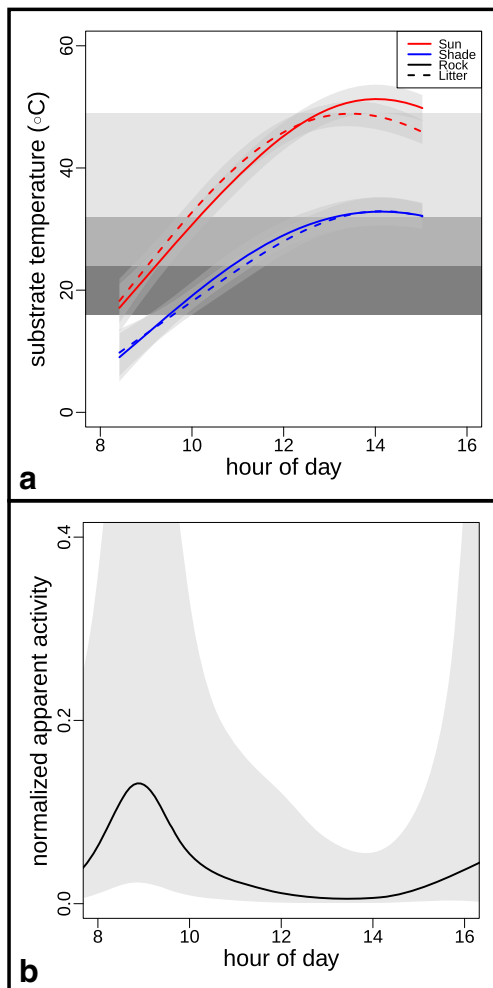 Sun
Shade
Rock
Litter
substrate temperature (○C)
60
40
20
0
8 10 12 14 16
hour of day
a
normalized apparent activity
0.4
0.2
0.0
8 10 12 14 16
hour of day
b